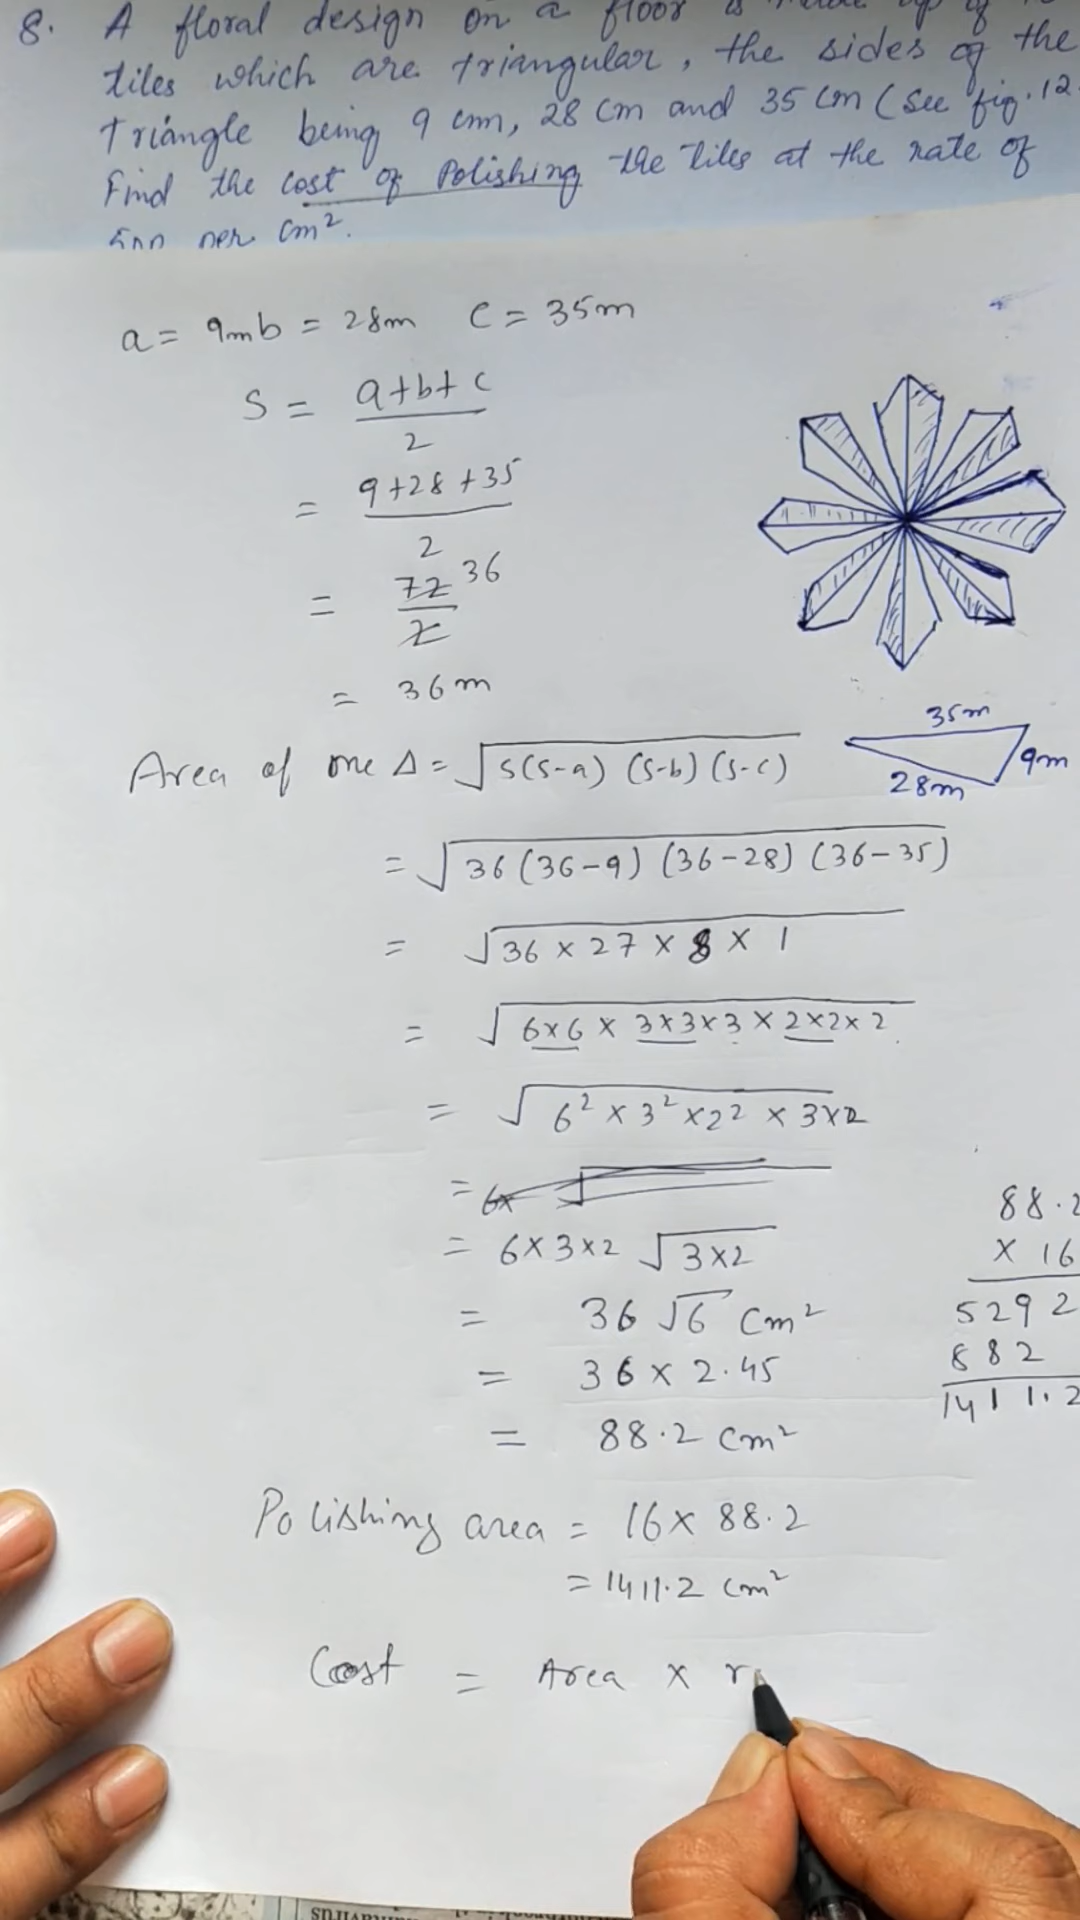 8. A floral design on a floor is made up of
tiles which are triangular, the sides of the
Triangle being 9 cm, 28 cm and 35 cm (see fig. 12.
Find the cost of Polishing the tiles at the rate of
per cm².
a = 9m b = 28m c = 35m
S = a+b+c
2
= 9+28+35
2
= 72 36
2
= 36m
35m
9m
28m
Area of one Δ = √s(s-a) (s-b) (s-c)
= √36(36-9) (36-28) (36-35)
= √36 × 27 × 8 × 1
= √6×6 × 3×3×3 × 2×2×2
= √6² × 3² × 2² × 3×2
= 6×
= 6×3×2 √3×2
= 36 √6 cm²
= 36 × 2.45
= 88.2 cm²
88.2
× 16
5292
882
1411.2
Polishing area = 16 × 88.2
= 1411.2 cm²
Cost = Area × r